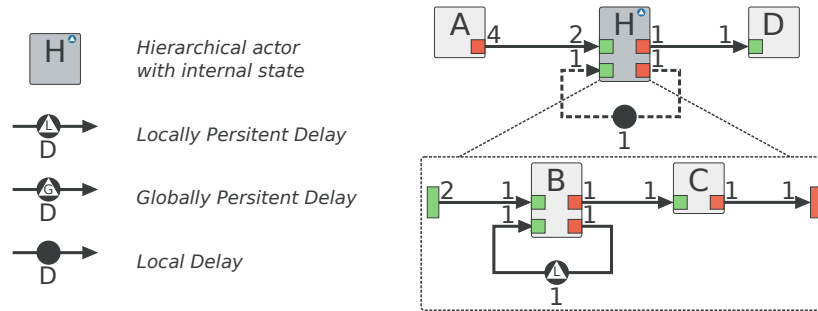 H
Hierarchical actor
with internal state
L
D
Locally Persitent Delay
G
D
Globally Persitent Delay
D
Local Delay
A 4 2 H 1 1 D
1 1
1
2 1 B 1 1 C 1 1
1 1
L
1